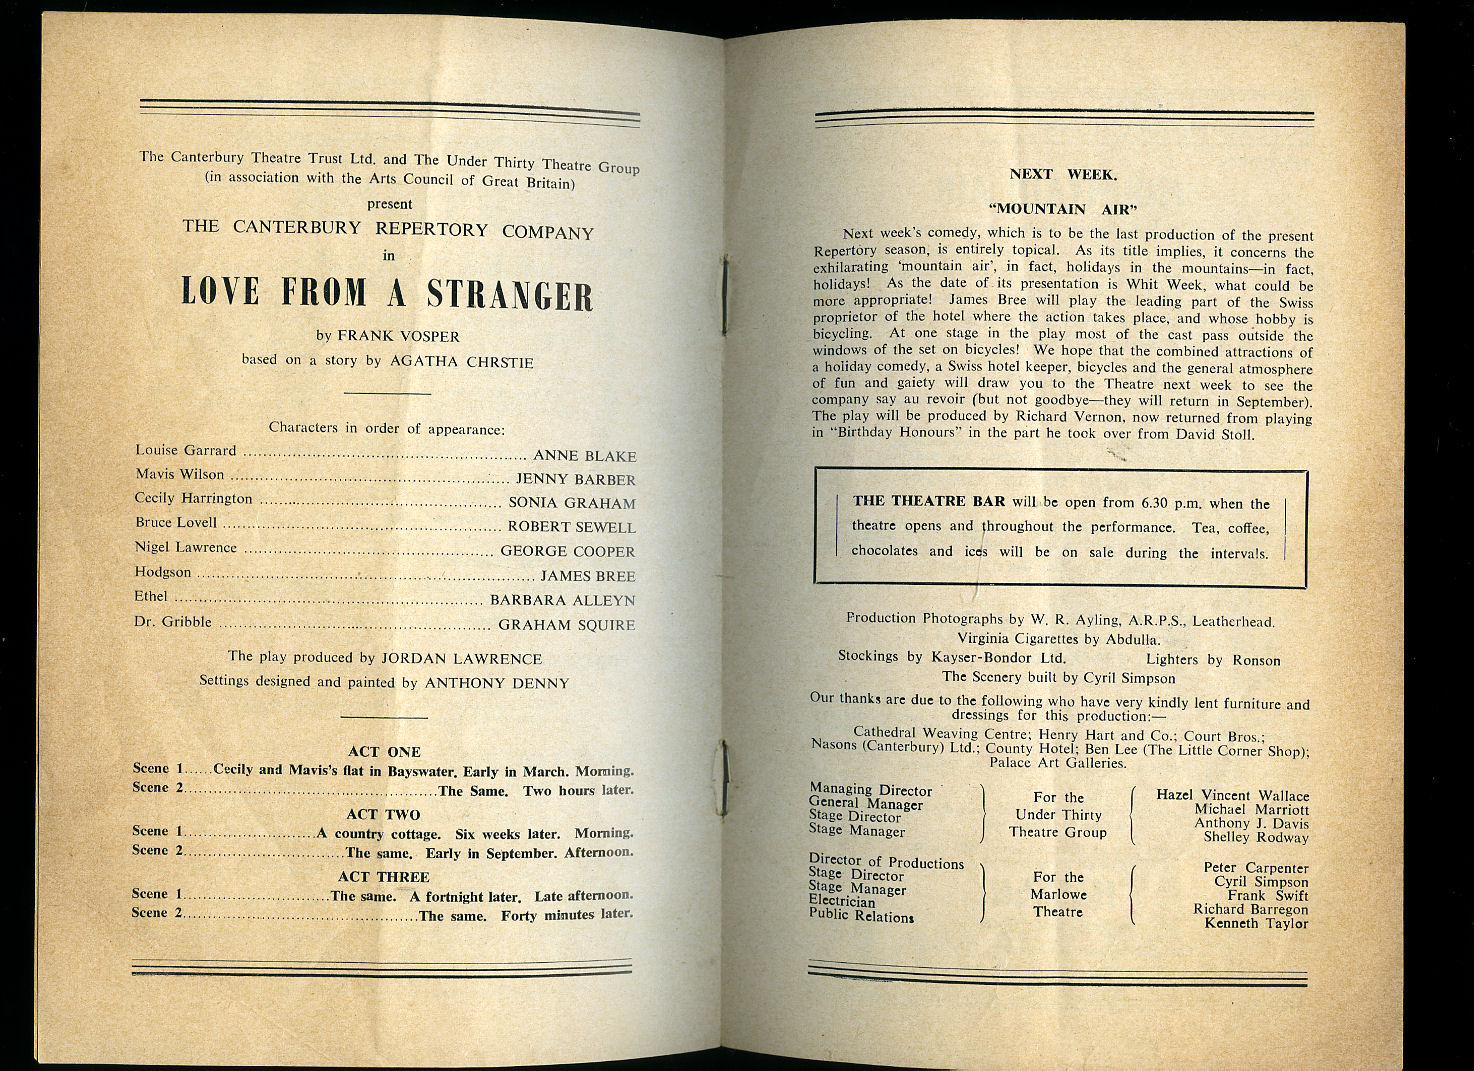 The Canterbury Theatre Trust Ltd. and The Under Thirty Theatre Group
(in association with the Arts Council of Great Britain)
present
THE CANTERBURY REPERTORY COMPANY
in
LOVE FROM A STRANGER
by FRANK VOSPER
based on a story by AGATHA CHRSTIE
Characters in order of appearance:
Louise Garrard ........ ANNE BLAKE
Mavis Wilson ........ JENNY BARBER
Cecily Harrington ........ SONIA GRAHAM
Bruce Lovell ........ ROBERT SEWELL
Nigel Lawrence ........ GEORGE COOPER
Hodgson ........ JAMES BREE
Ethel ........ BARBARA ALLEYN
Dr. Gribble ........ GRAHAM SQUIRE
The play produced by JORDAN LAWRENCE
Settings designed and painted by ANTHONY DENNY
ACT ONE
Scene 1......Cecily and Mavis's flat in Bayswater. Early in March. Morning.
Scene 2........The Same. Two hours later.
ACT TWO
Scene 1........A country cottage. Six weeks later. Morning.
Scene 2........The same. Early in September. Afternoon.
ACT THREE
Scene 1........The same. A fortnight later. Late afternoon.
Scene 2........The same. Forty minutes later.
NEXT WEEK.
“MOUNTAIN AIR”
Next week's comedy, which is to be the last production of the present
Repertory season, is entirely topical. As its title implies, it concerns the
exhilarating ‘mountain air’, in fact, holidays in the mountains—in fact,
holidays! As the date of its presentation is Whit Week, what could be
more appropriate! James Bree will play the leading part of the Swiss
proprietor of the hotel where the action takes place, and whose hobby is
bicycling. At one stage in the play most of the cast pass outside the
windows of the set on bicycles! We hope that the combined attractions of
a holiday comedy, a Swiss hotel keeper, bicycles and the general atmosphere
of fun and gaiety will draw you to the Theatre next week to see the
company say au revoir (but not goodbye—they will return in September).
The play will be produced by Richard Vernon, now returned from playing
in “Birthday Honours” in the part he took over from David Stoll.
THE THEATRE BAR will be open from 6.30 p.m. when the
theatre opens and throughout the performance. Tea, coffee,
chocolates and ices will be on sale during the intervals.
Production Photographs by W. R. Ayling, A.R.P.S., Leatherhead.
Virginia Cigarettes by Abdulla.
Stockings by Kayser-Bondor Ltd. Lighters by Ronson
The Scenery built by Cyril Simpson
Our thanks are due to the following who have very kindly lent furniture and
dressings for this production:—
Cathedral Weaving Centre; Henry Hart and Co.; Court Bros.;
Nasons (Canterbury) Ltd.; County Hotel; Ben Lee (The Little Corner Shop);
Palace Art Galleries.
Managing Director
General Manager
Stage Director
Stage Manager
For the
Under Thirty
Theatre Group
Hazel Vincent Wallace
Michael Marriott
Anthony J. Davis
Shelley Rodway
Director of Productions
Stage Director
Stage Manager
Electrician
Public Relations
For the
Marlowe
Theatre
Peter Carpenter
Cyril Simpson
Frank Swift
Richard Barregon
Kenneth Taylor